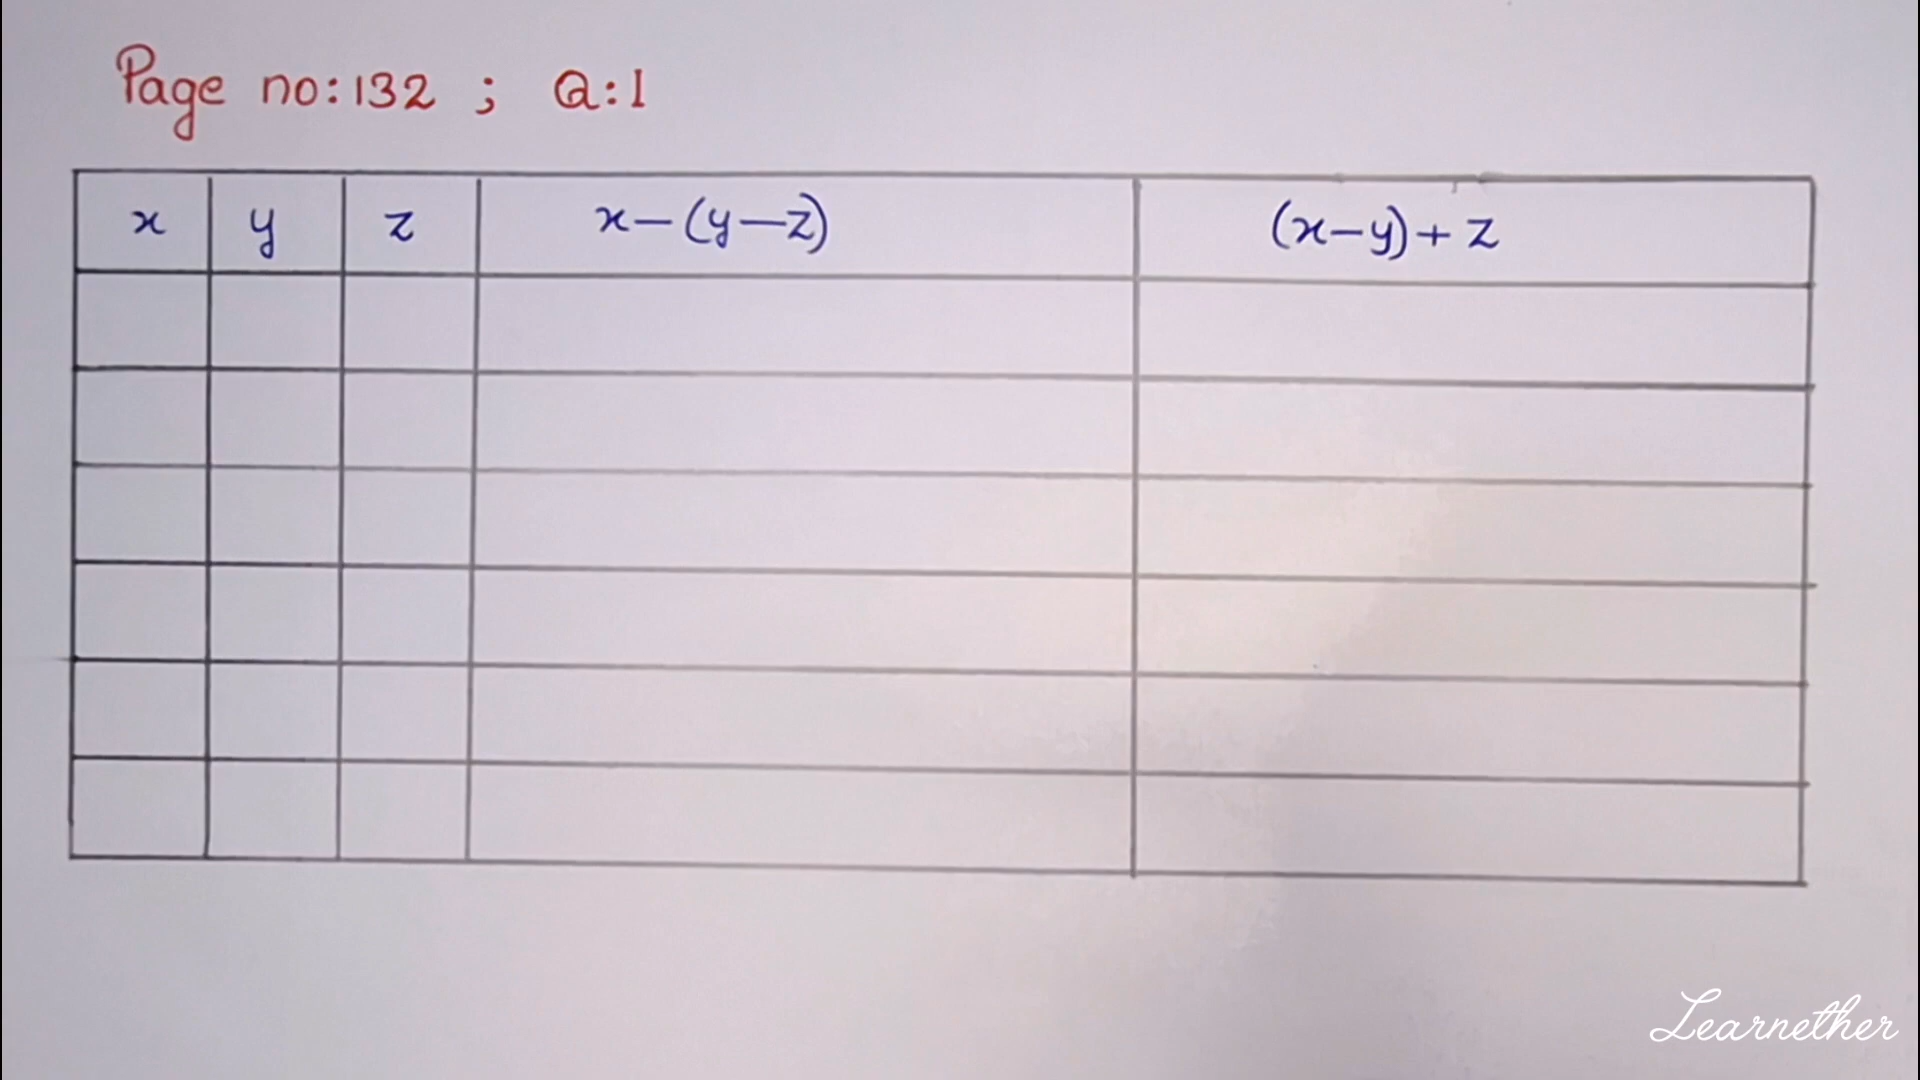 Page no:132 ; Q:1
x y z x-(y-z) (x-y)+z
Learnether